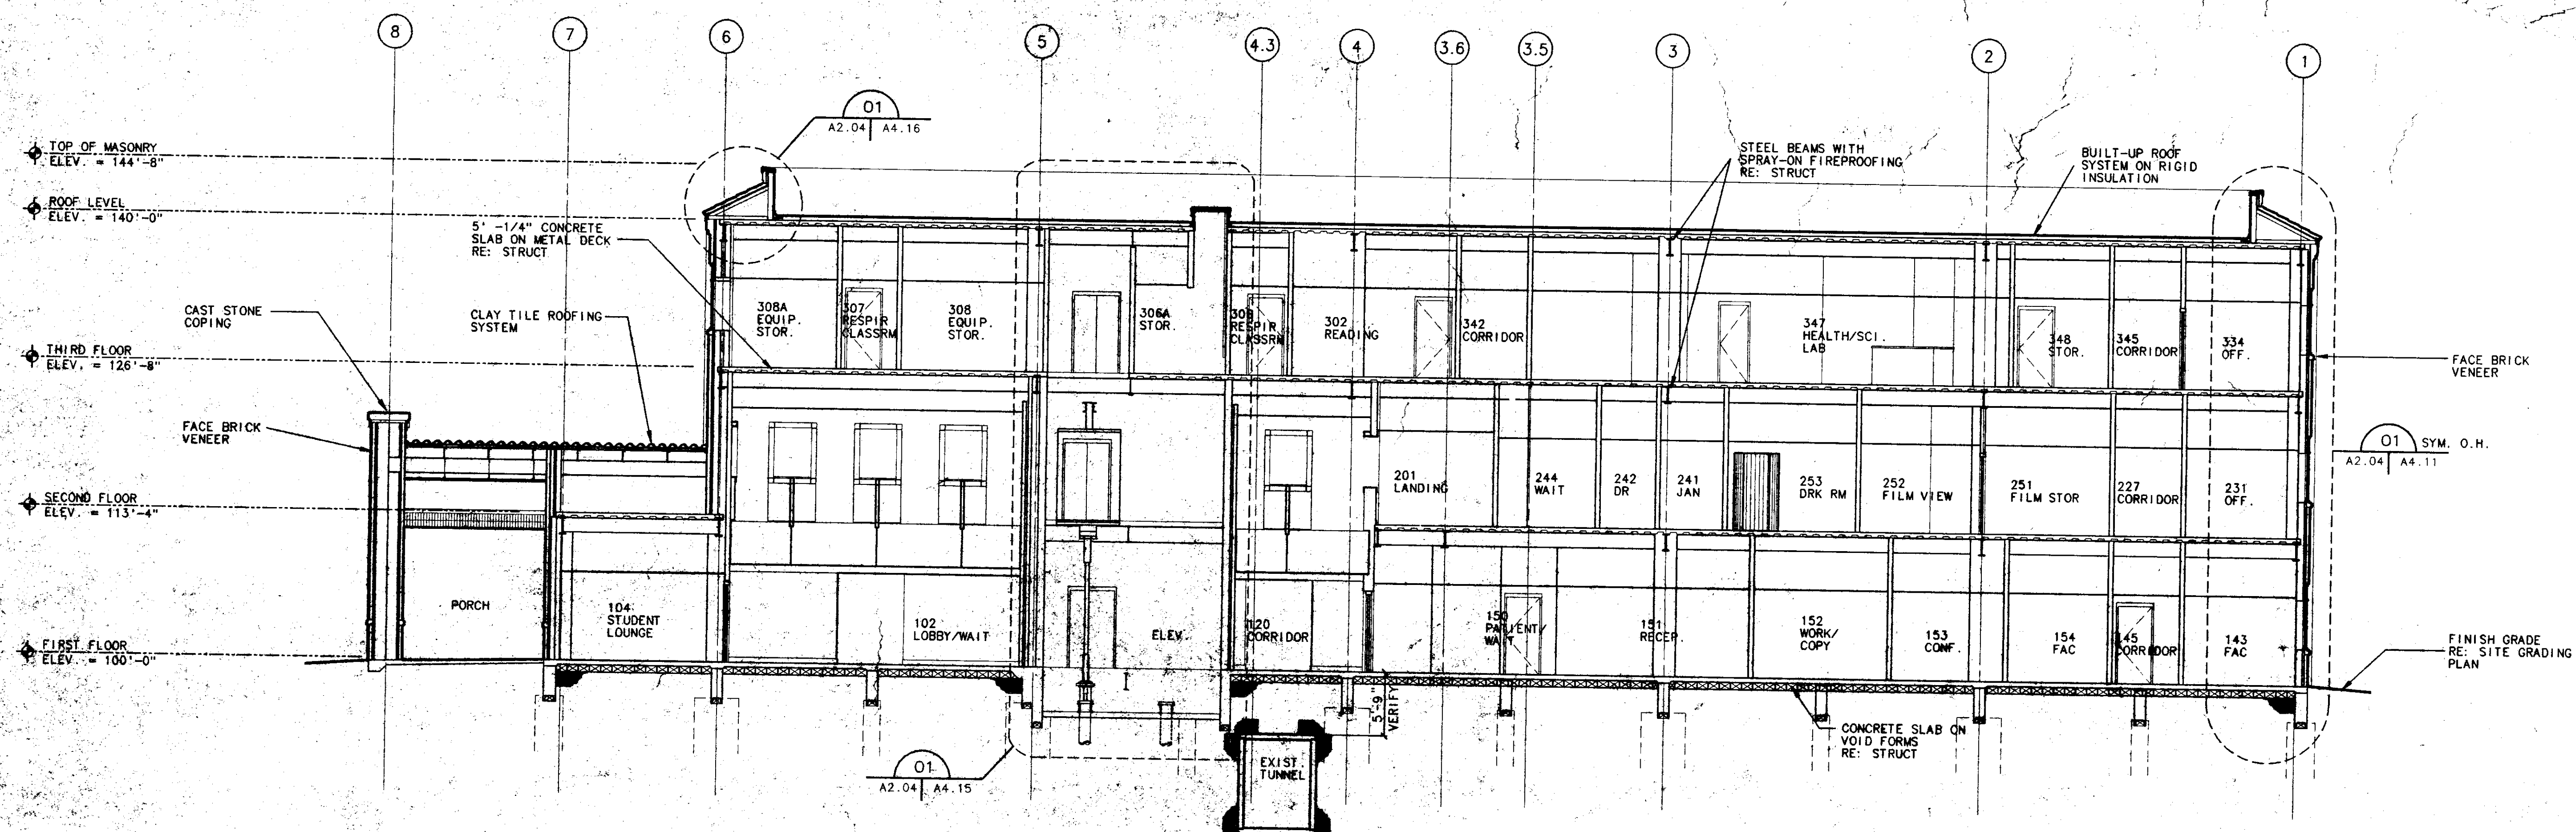 8
7
6
5
4.3
4
3.6
3.5
3
2
1
01
A2.04 A4.16
TOP OF MASONRY
ELEV. = 144'-8"
ROOF LEVEL
ELEV. = 140'-0"
5' -1/4" CONCRETE
SLAB ON METAL DECK
RE: STRUCT
STEEL BEAMS WITH
SPRAY-ON FIREPROOFING
RE: STRUCT
BUILT-UP ROOF
SYSTEM ON RIGID
INSULATION
CAST STONE
COPING
CLAY TILE ROOFING
SYSTEM
308A
EQUIP.
STOR.
307
RESPIR
CLASSRM
308
EQUIP.
STOR.
306A
STOR.
RESPIR
CLASSRM
302
READING
342
CORRIDOR
347
HEALTH/SCI.
LAB
348
STOR.
345
CORRIDOR
334
OFF.
THIRD FLOOR
ELEV. = 126'-8"
FACE BRICK
VENEER
FACE BRICK
VENEER
01 SYM. O.H.
A2.04 A4.11
SECOND FLOOR
ELEV. = 113'-4"
201
LANDING
244
WAIT
242
DR
241
JAN
253
DRK RM
252
FILM VIEW
251
FILM STOR
227
CORRIDOR
231
OFF.
PORCH
104
STUDENT
LOUNGE
102
LOBBY/WAIT
ELEV.
120
CORRIDOR
150
PATIENT/
WAIT
151
RECEP.
152
WORK/
COPY
153
CONF.
154
FAC
145
CORRIDOR
143
FAC
FIRST FLOOR
ELEV. = 100'-0"
FINISH GRADE
RE: SITE GRADING
PLAN
5'-9"
VERIFY
CONCRETE SLAB ON
VOID FORMS
RE: STRUCT
EXIST.
TUNNEL
01
A2.04 A4.15